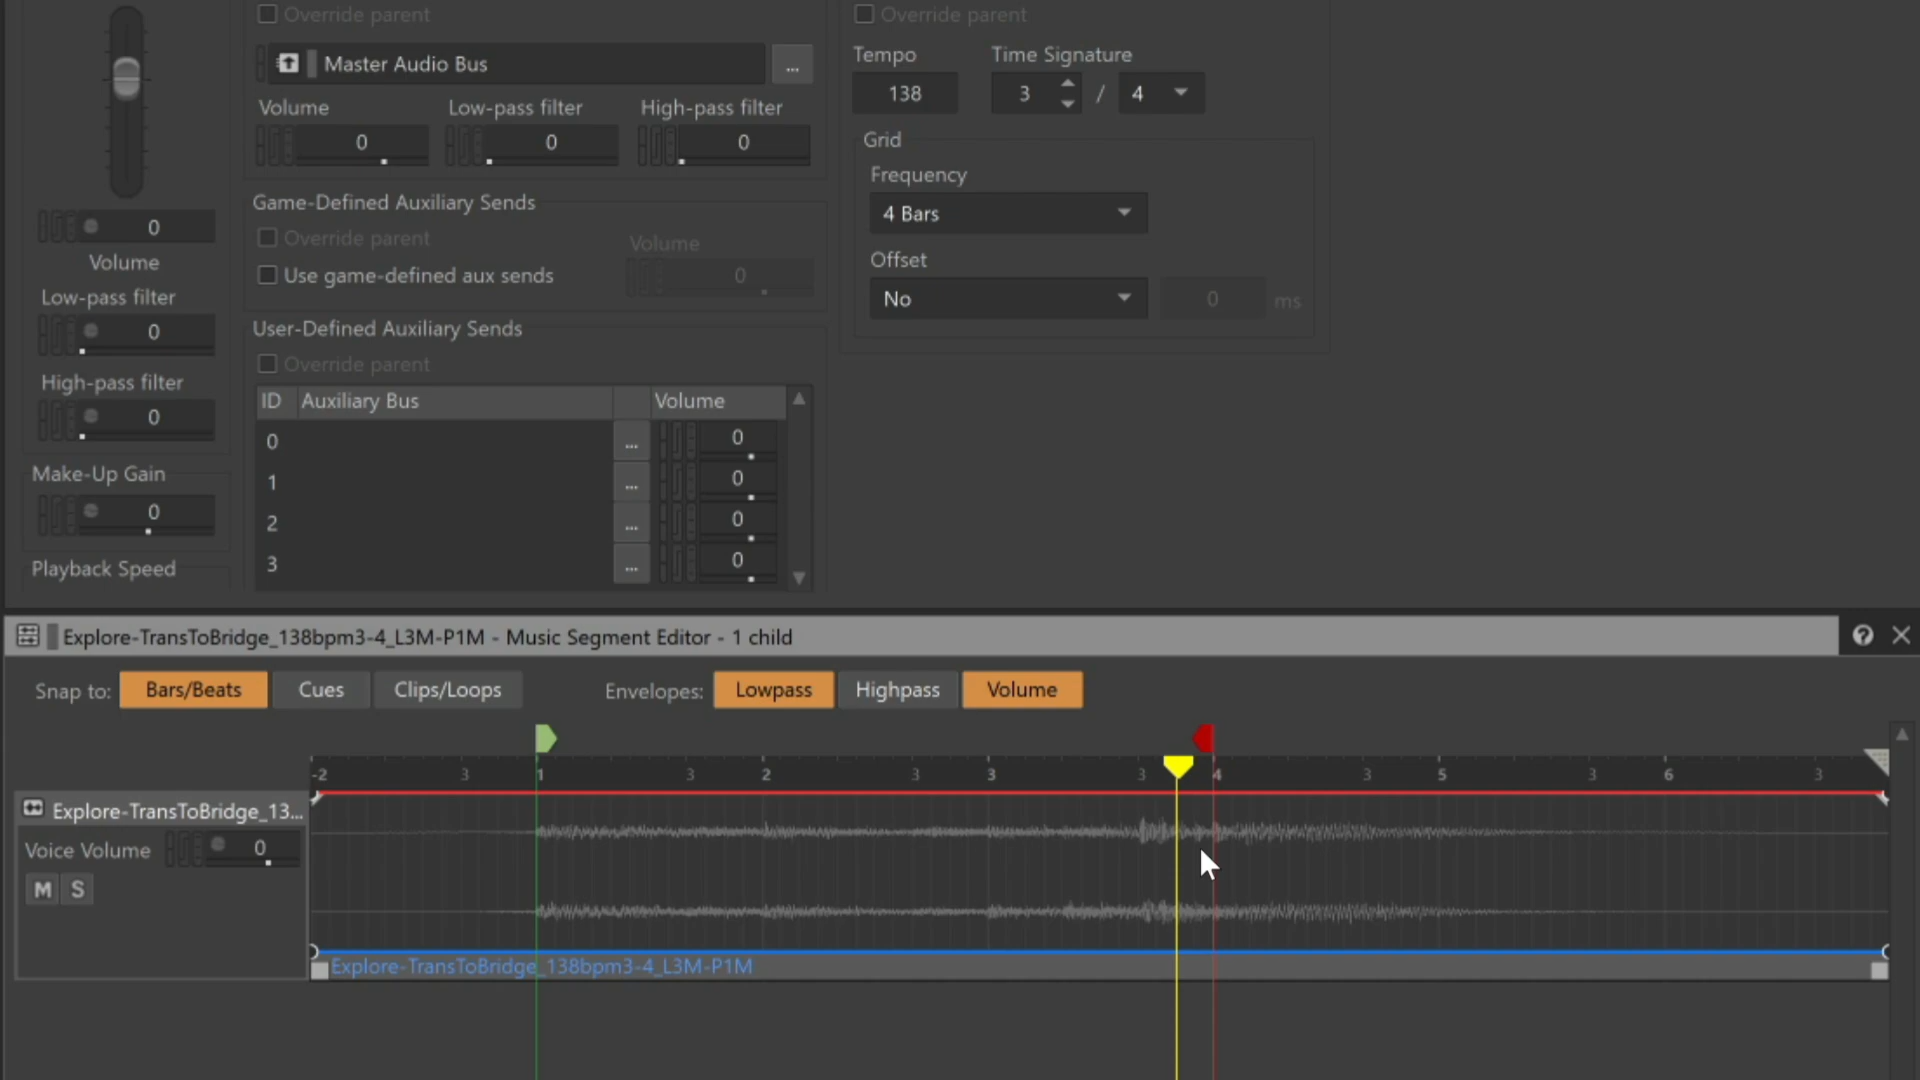 Override parent
Override parent
Master Audio Bus
...
Tempo
Time Signature
138
3
/
4
Volume
Low-pass filter
High-pass filter
0
0
0
Grid
Frequency
4 Bars
Game-Defined Auxiliary Sends
0
Override parent
Volume
Volume
Use game-defined aux sends
0
Offset
No
0
ms
Low-pass filter
0
User-Defined Auxiliary Sends
Override parent
High-pass filter
0
ID
Auxiliary Bus
Volume
0
...
0
1
...
0
2
...
0
3
...
0
Make-Up Gain
0
Playback Speed
Explore-TransToBridge_138bpm3-4_L3M-P1M - Music Segment Editor - 1 child
?
Snap to:
Bars/Beats
Cues
Clips/Loops
Envelopes:
Lowpass
Highpass
Volume
-2 3 1 3 2 3 3 3 4 3 5 3 6 3
Explore-TransToBridge_13...
Voice Volume
0
M
S
Explore-TransToBridge_138bpm3-4_L3M-P1M